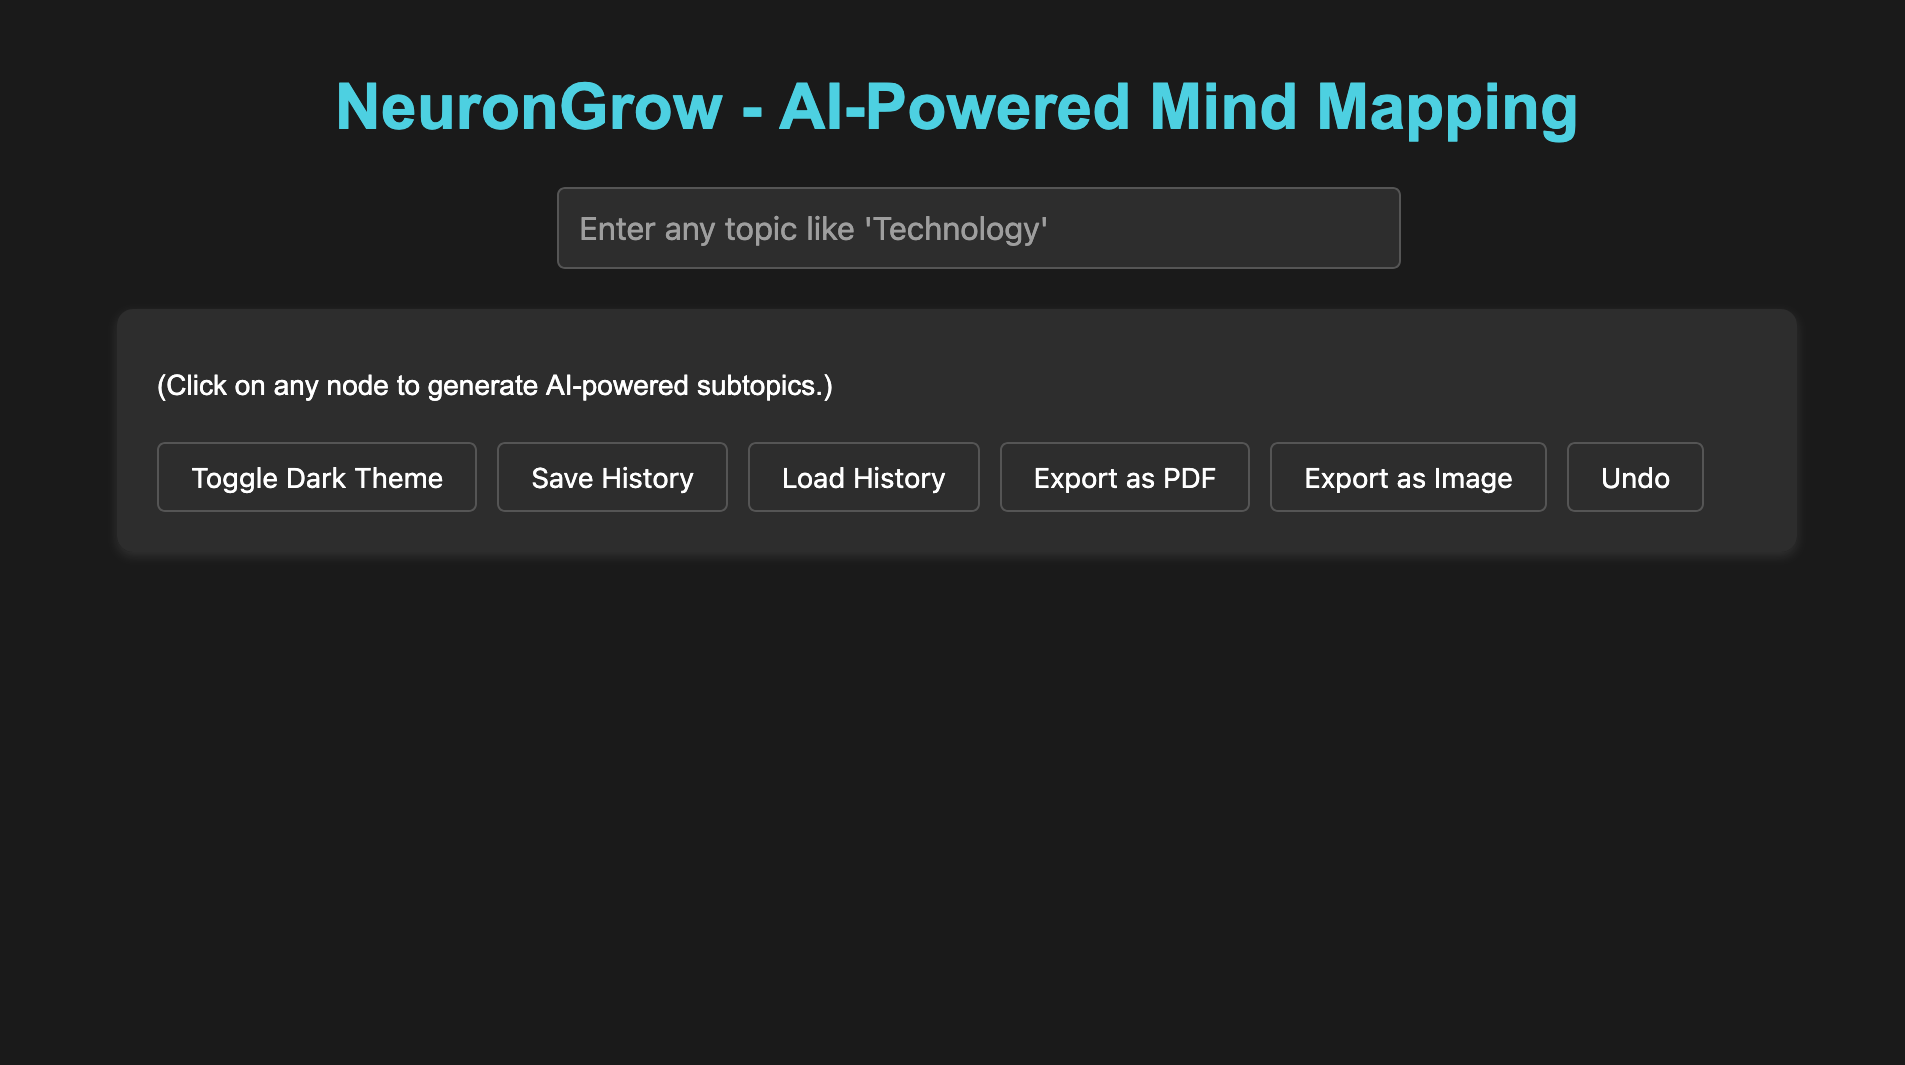 NeuronGrow - AI-Powered Mind Mapping
Enter any topic like 'Technology'
(Click on any node to generate AI-powered subtopics.)
Toggle Dark Theme
Save History
Load History
Export as PDF
Export as Image
Undo